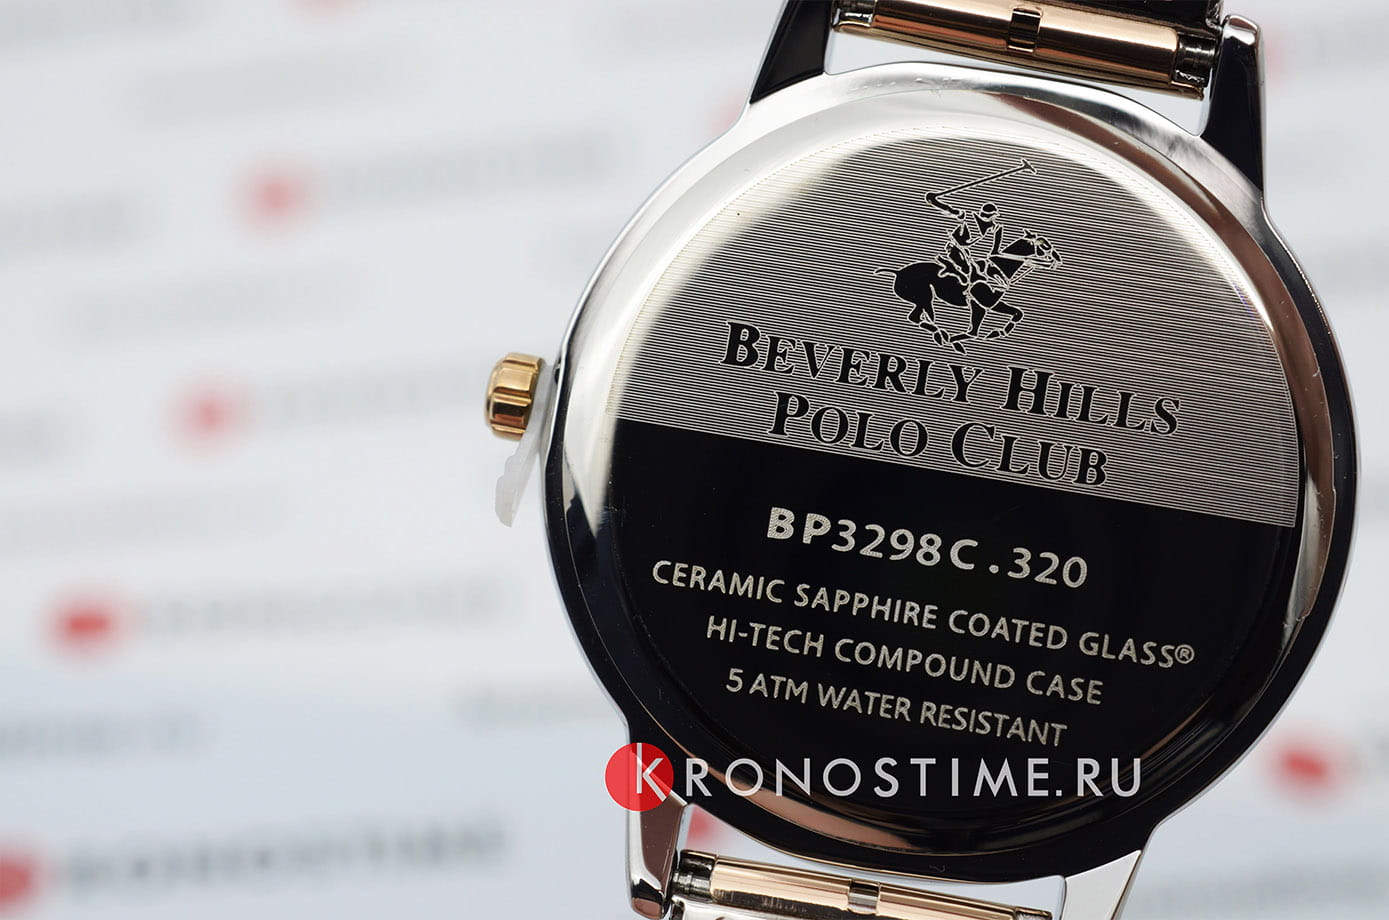 BEVERLY HILLS
POLO CLUB
BP3298C.320
CERAMIC SAPPHIRE COATED GLASS®
HI-TECH COMPOUND CASE
5 ATM WATER RESISTANT
KRONOSTIME.RU